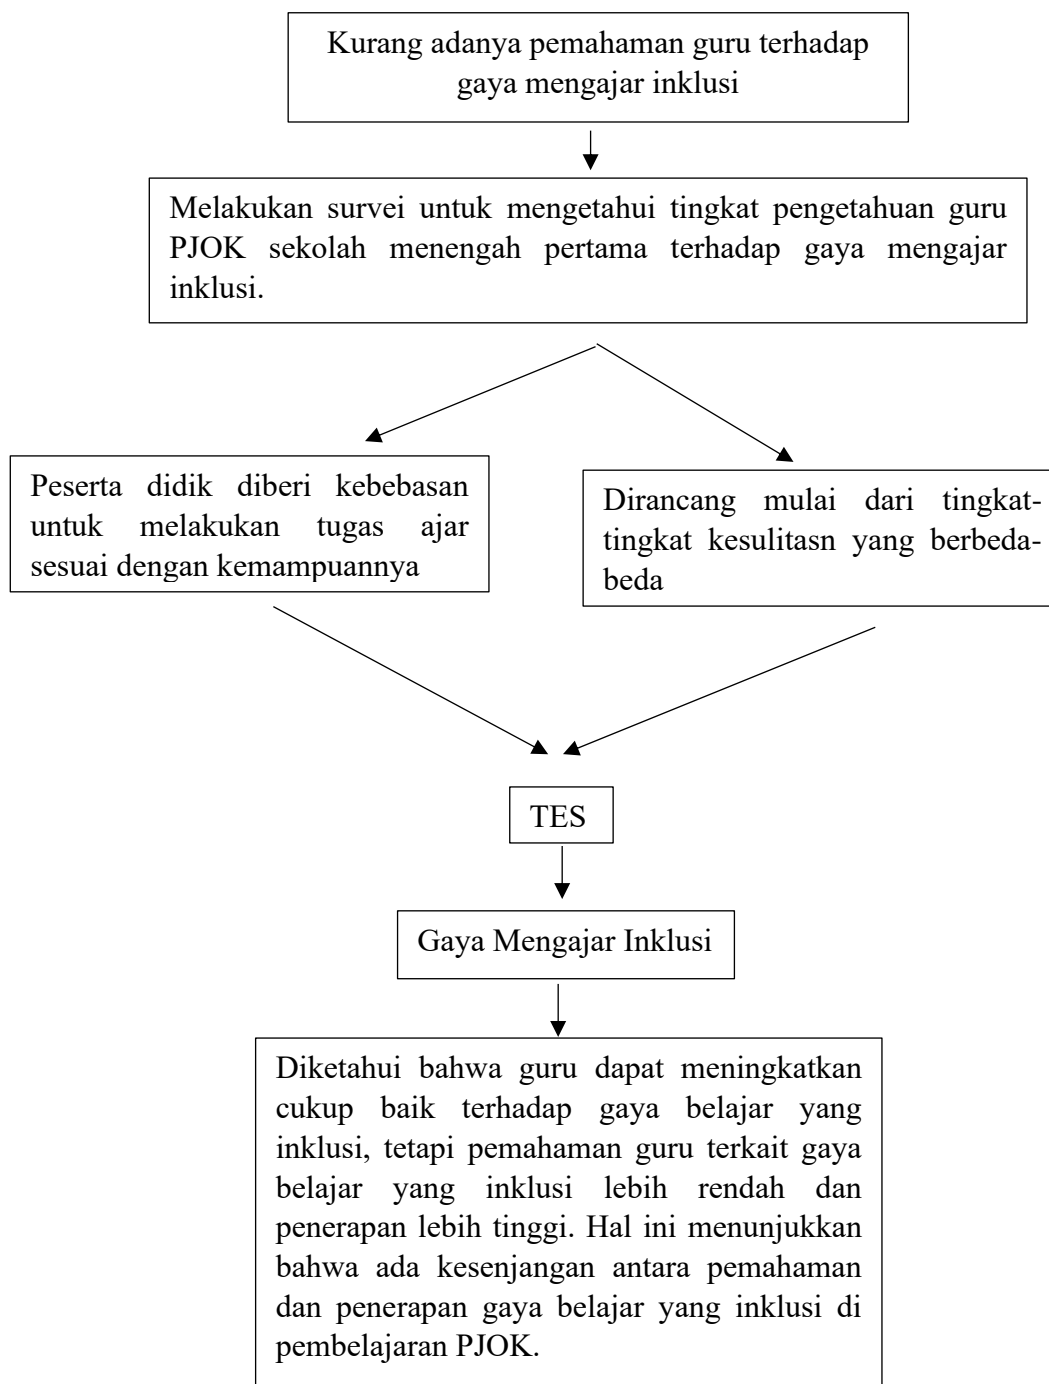 Kurang adanya pemahaman guru terhadap
gaya mengajar inklusi
Melakukan survei untuk mengetahui tingkat pengetahuan guru
PJOK sekolah menengah pertama terhadap gaya mengajar
inklusi.
Peserta didik diberi kebebasan
untuk melakukan tugas ajar
sesuai dengan kemampuannya
Dirancang mulai dari tingkat-
tingkat kesulitasn yang berbeda-
beda
TES
Gaya Mengajar Inklusi
Diketahui bahwa guru dapat meningkatkan
cukup baik terhadap gaya belajar yang
inklusi, tetapi pemahaman guru terkait gaya
belajar yang inklusi lebih rendah dan
penerapan lebih tinggi. Hal ini menunjukkan
bahwa ada kesenjangan antara pemahaman
dan penerapan gaya belajar yang inklusi di
pembelajaran PJOK.